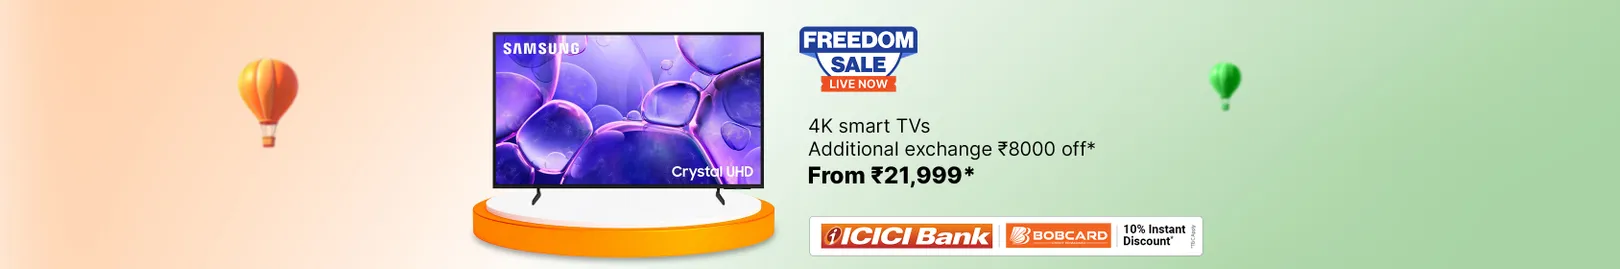 SAMSUNG
Crystal UHD
FREEDOM
SALE
LIVE NOW
4K smart TVs
Additional exchange ₹8000 off*
From ₹21,999*
ICICI Bank
BOBCARD
10% Instant
Discount*
*T&C Apply